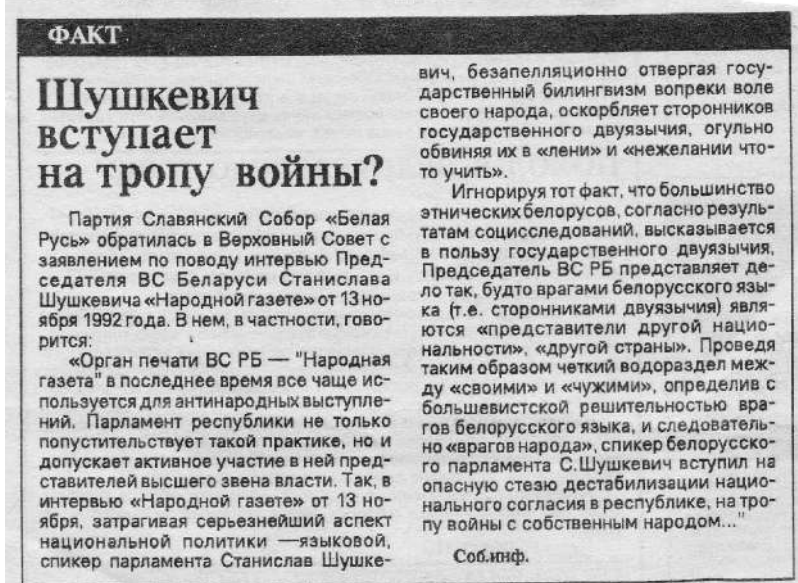 ФАКТ
Шушкевич
вступает
на тропу войны?
Партия Славянский Собор «Белая
Русь» обратилась в Верховный Совет с
заявлением по поводу интервью Пред-
седателя ВС Беларуси Станислава
Шушкевича «Народной газете» от 13 но-
ября 1992 года. В нем, в частности, гово-
рится:
«Орган печати ВС РБ — "Народная
газета" в последнее время все чаще ис-
пользуется для антинародных выступле-
ний. Парламент республики не только
попустительствует такой практике, но и
допускает активное участие в ней пред-
ставителей высшего звена власти. Так, в
интервью «Народной газете» от 13 но-
ября, затрагивая серьезнейший аспект
национальной политики —языковой,
спикер парламента Станислав Шушке-
вич, безапелляционно отвергая госу-
дарственный билингвизм вопреки воле
своего народа, оскорбляет сторонников
государственного двуязычия, огульно
обвиняя их в «лени» и «нежелании что-
то учить».
Игнорируя тот факт, что большинство
этнических белорусов, согласно резуль-
татам социсследований, высказывается
в пользу государственного двуязычия,
Председатель ВС РБ представляет де-
ло так, будто врагами белорусского язы-
ка (т.е. сторонниками двуязычия) явля-
ются «представители другой нацио-
нальности», «другой страны». Проведя
таким образом четкий водораздел меж-
ду «своими» и «чужими», определив с
большевистской решительностью вра-
гов белорусского языка, и следователь-
но «врагов народа», спикер белорусско-
го парламента С.Шушкевич вступил на
опасную стезю дестабилизации нацио-
нального согласия в республике, на тро-
пу войны с собственным народом..."
Соб.инф.